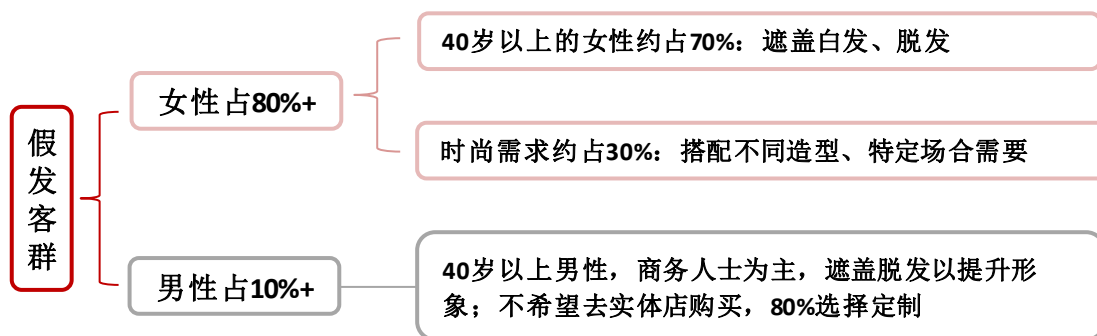 假发客群
女性占80%+
40岁以上的女性约占70%：遮盖白发、脱发
时尚需求约占30%：搭配不同造型、特定场合需要
男性占10%+
40岁以上男性，商务人士为主，遮盖脱发以提升形
象；不希望去实体店购买，80%选择定制